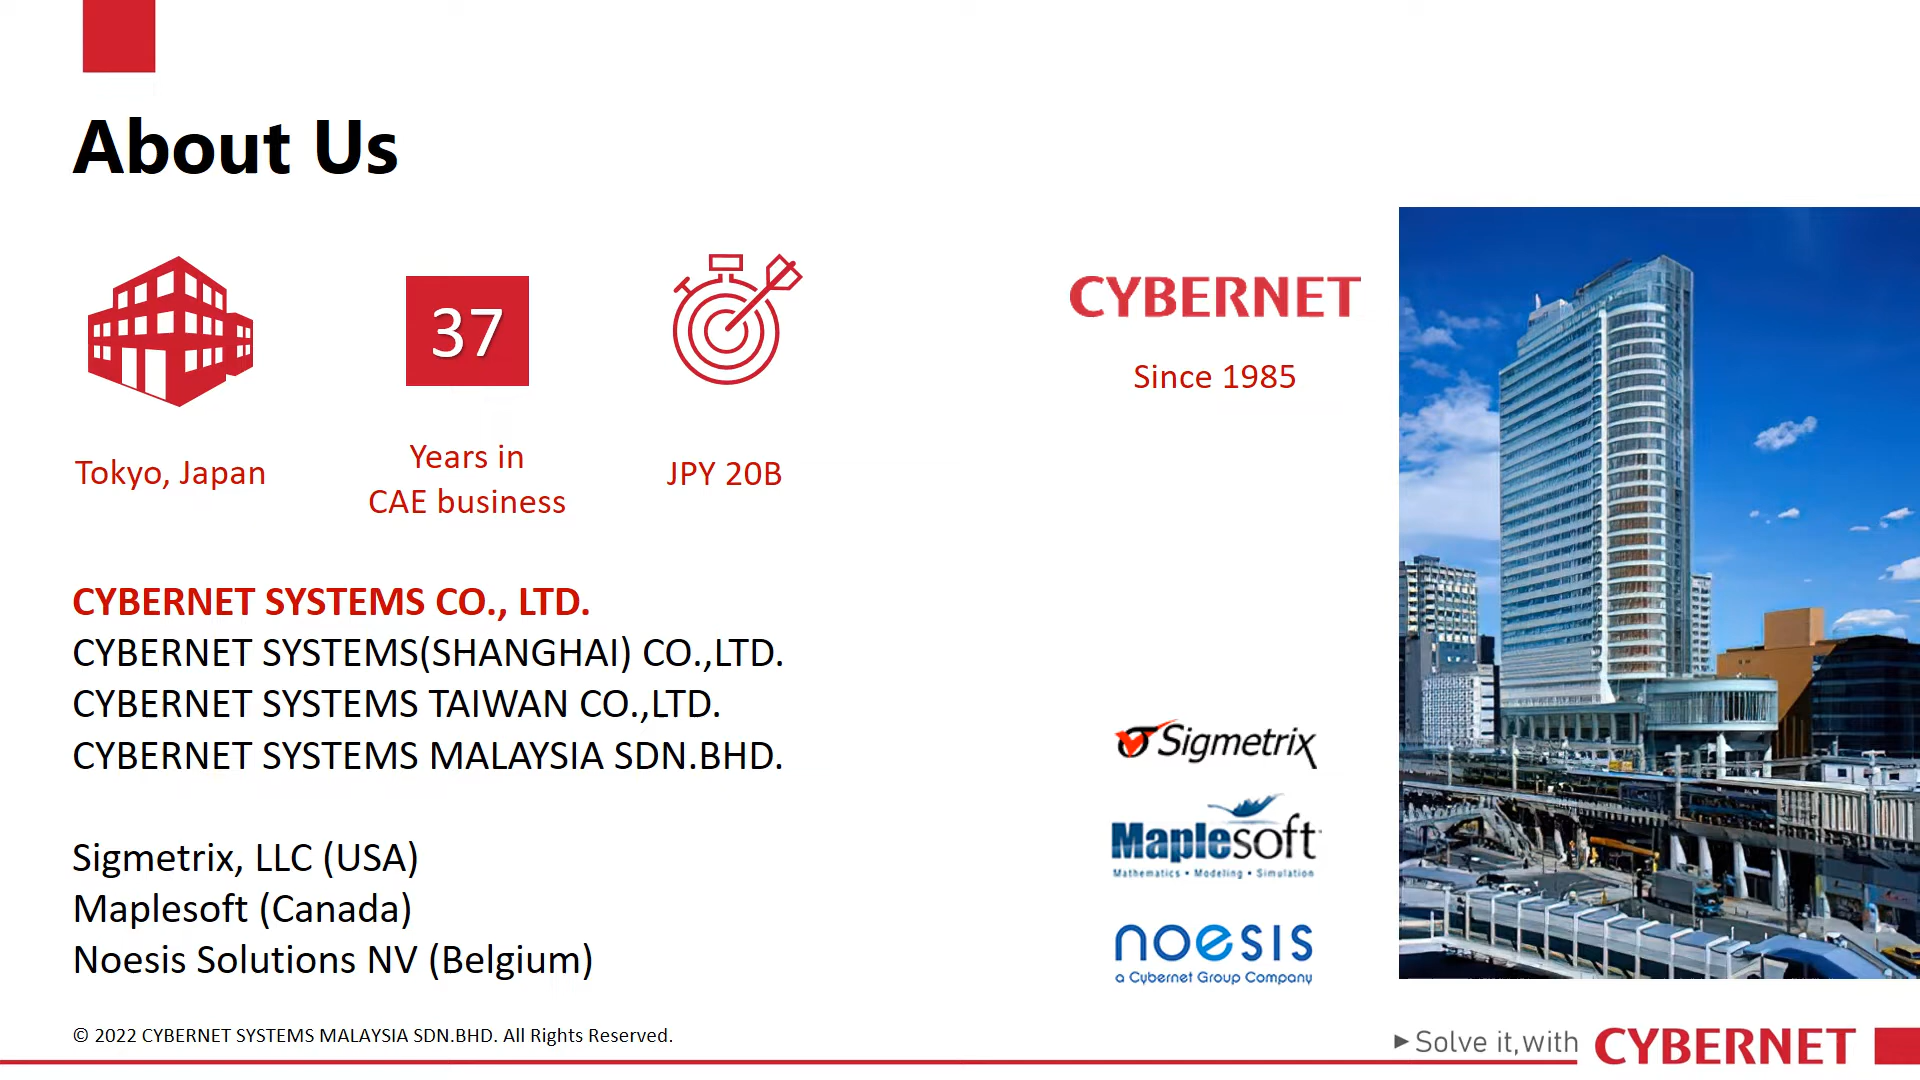 About Us
37
Tokyo, Japan
Years in
CAE business
JPY 20B
CYBERNET
Since 1985
CYBERNET SYSTEMS CO., LTD.
CYBERNET SYSTEMS(SHANGHAI) CO.,LTD.
CYBERNET SYSTEMS TAIWAN CO.,LTD.
CYBERNET SYSTEMS MALAYSIA SDN.BHD.
Sigmetrix, LLC (USA)
Maplesoft (Canada)
Noesis Solutions NV (Belgium)
Sigmetrix
Maplesoft
Mathematics • Modeling • Simulation
noesis
a Cybernet Group Company
© 2022 CYBERNET SYSTEMS MALAYSIA SDN.BHD. All Rights Reserved.
Solve it, with CYBERNET